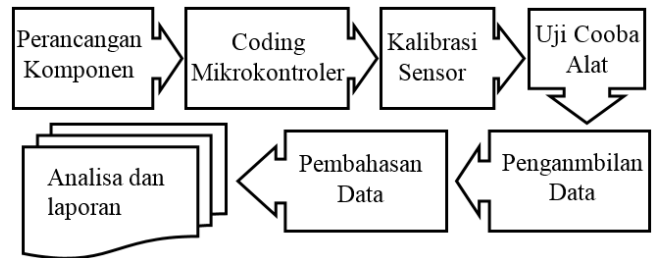 Perancangan
Komponen
Coding
Mikrokontroler
Kalibrasi
Sensor
Uji Cooba
Alat
Penganmbilan
Data
Pembahasan
Data
Analisa dan
laporan